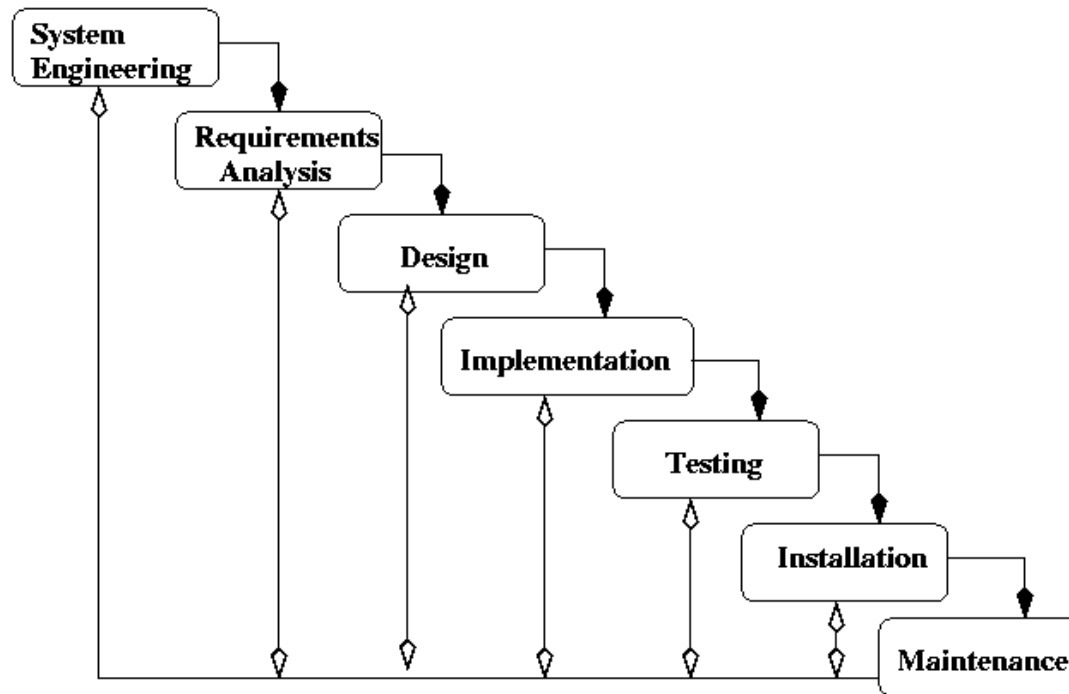 System
Engineering
Requirements
Analysis
Design
Implementation
Testing
Installation
Maintenance